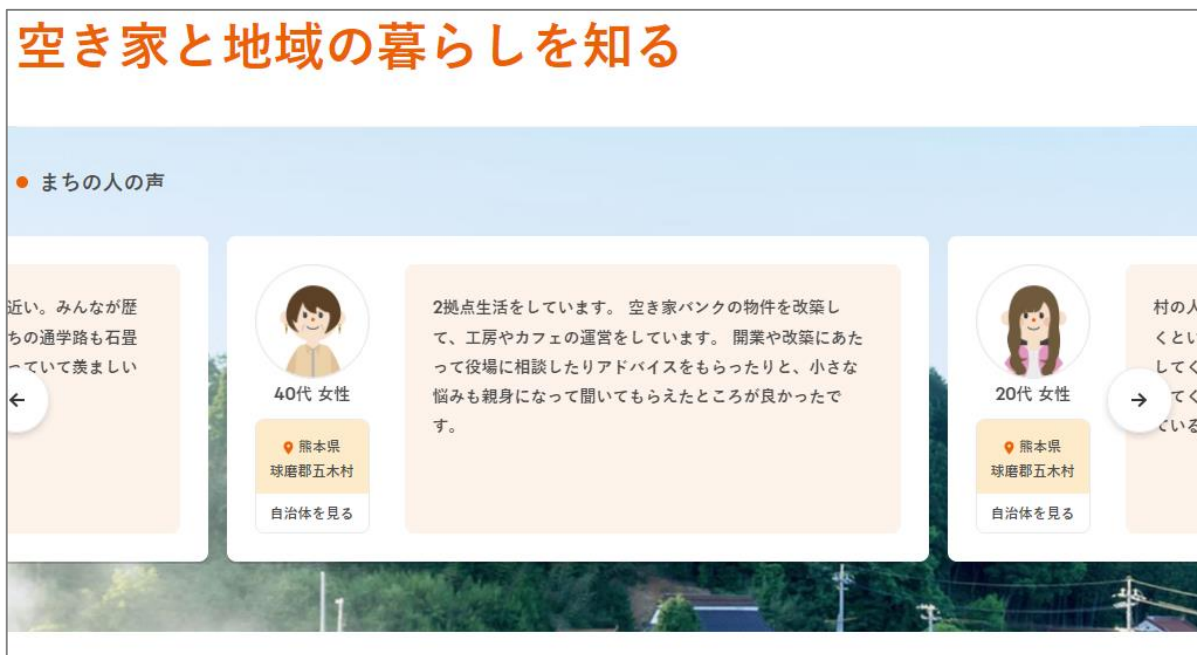 空き家と地域の暮らしを知る
まちの人の声
近い。みんなが歴
ちの通学路も石畳
っていて羨ましい
40代 女性
熊本県
球磨郡五木村
自治体を見る
2拠点生活をしています。 空き家バンクの物件を改築し
て、工房やカフェの運営をしています。 開業や改築にあた
って役場に相談したりアドバイスをもらったりと、小さな
悩みも親身になって聞いてもらえたところが良かったで
す。
20代 女性
熊本県
球磨郡五木村
自治体を見る
村の人
くとい
してく
てく
ている